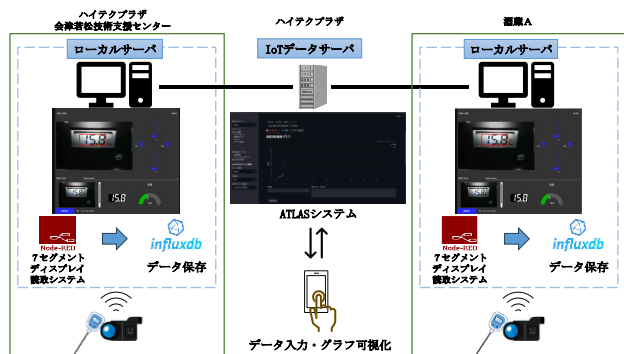 ハイテクプラザ
会津若松技術支援センター
ローカルサーバ
15.8
15.8
Node-RED
influxdb
7セグメント
ディスプレイ
読取システム
データ保存
ハイテクプラザ
IoTデータサーバ
ATLASシステム
データ入力・グラフ可視化
酒蔵A
ローカルサーバ
15.8
15.8
Node-RED
influxdb
7セグメント
ディスプレイ
読取システム
データ保存